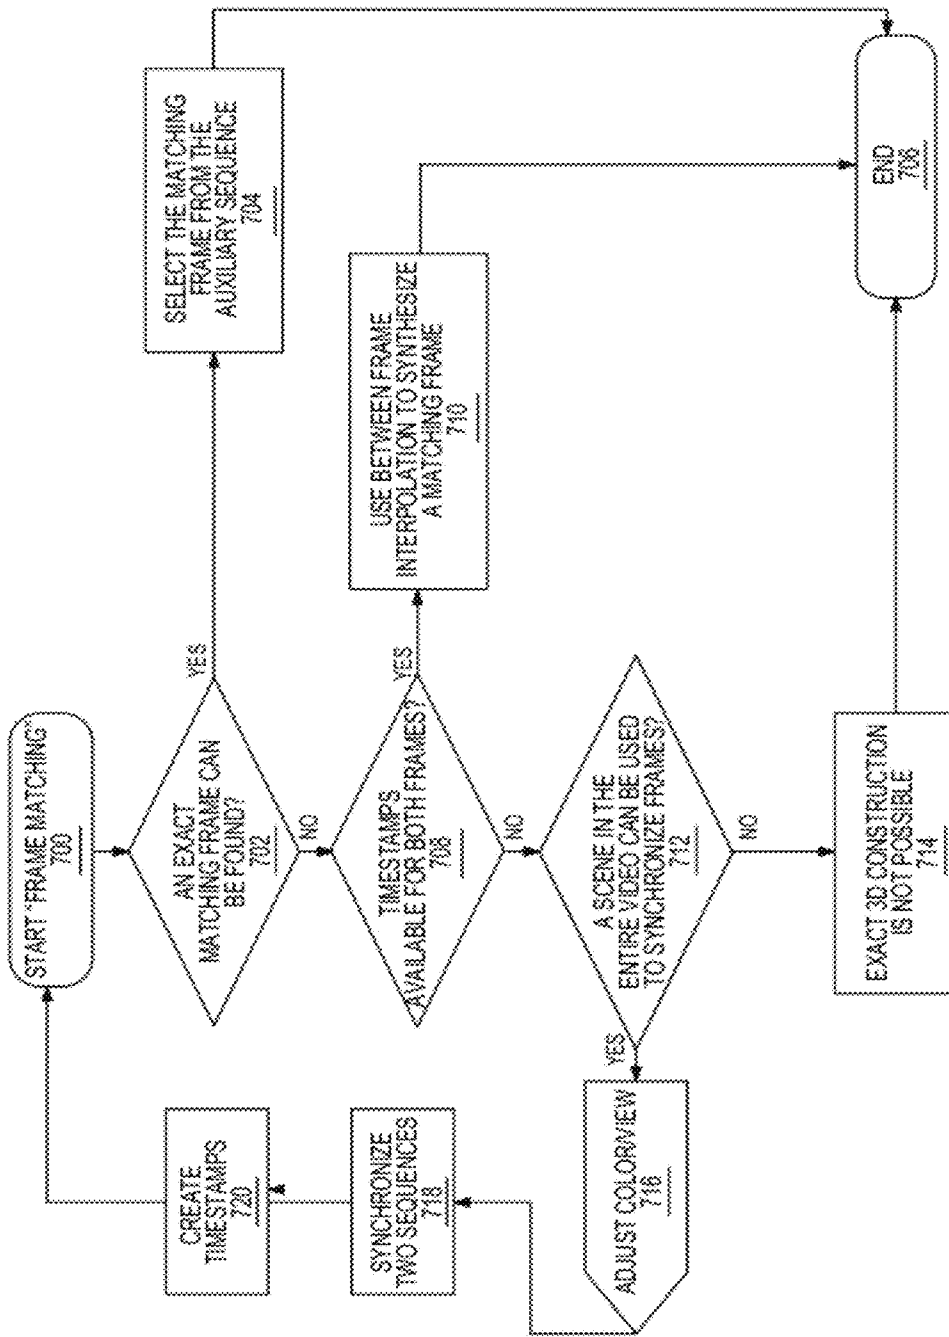 START "FRAME MATCHING"
700
AN EXACT
MATCHING FRAME CAN
BE FOUND?
702
YES
NO
SELECT THE MATCHING
FRAME FROM THE
AUXILIARY SEQUENCE
704
TIMESTAMPS
AVAILABLE FOR BOTH FRAMES?
708
YES
NO
USE BETWEEN FRAME
INTERPOLATION TO SYNTHESIZE
A MATCHING FRAME
710
A SCENE IN THE
ENTIRE VIDEO CAN BE USED
TO SYNCHRONIZE FRAMES?
712
YES
NO
ADJUST COLOR/VIEW
716
SYNCHRONIZE
TWO SEQUENCES
718
CREATE
TIMESTAMPS
720
EXACT 3D CONSTRUCTION
IS NOT POSSIBLE
714
END
706